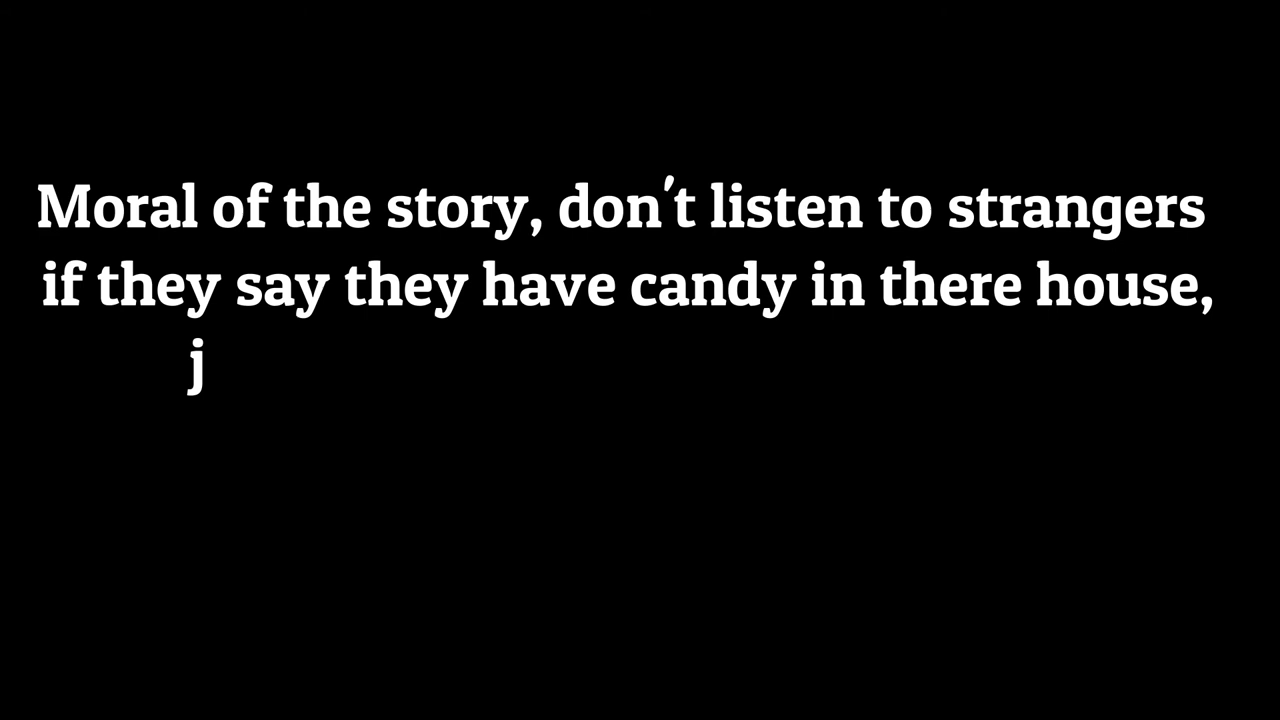 Moral of the story, don't listen to strangers
if they say they have candy in there house,
j